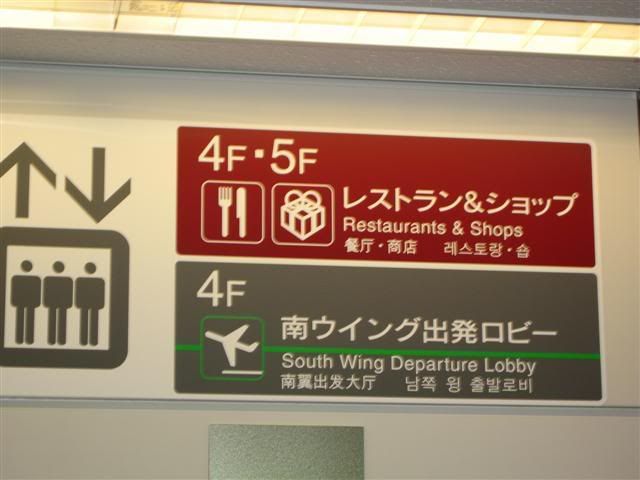 4F・5F
レストラン&ショップ
Restaurants & Shops
餐厅・商店 레스토랑・숍
4F
南ウイング出発ロビー
South Wing Departure Lobby
南翼出发大厅 남쪽 윙 출발로비